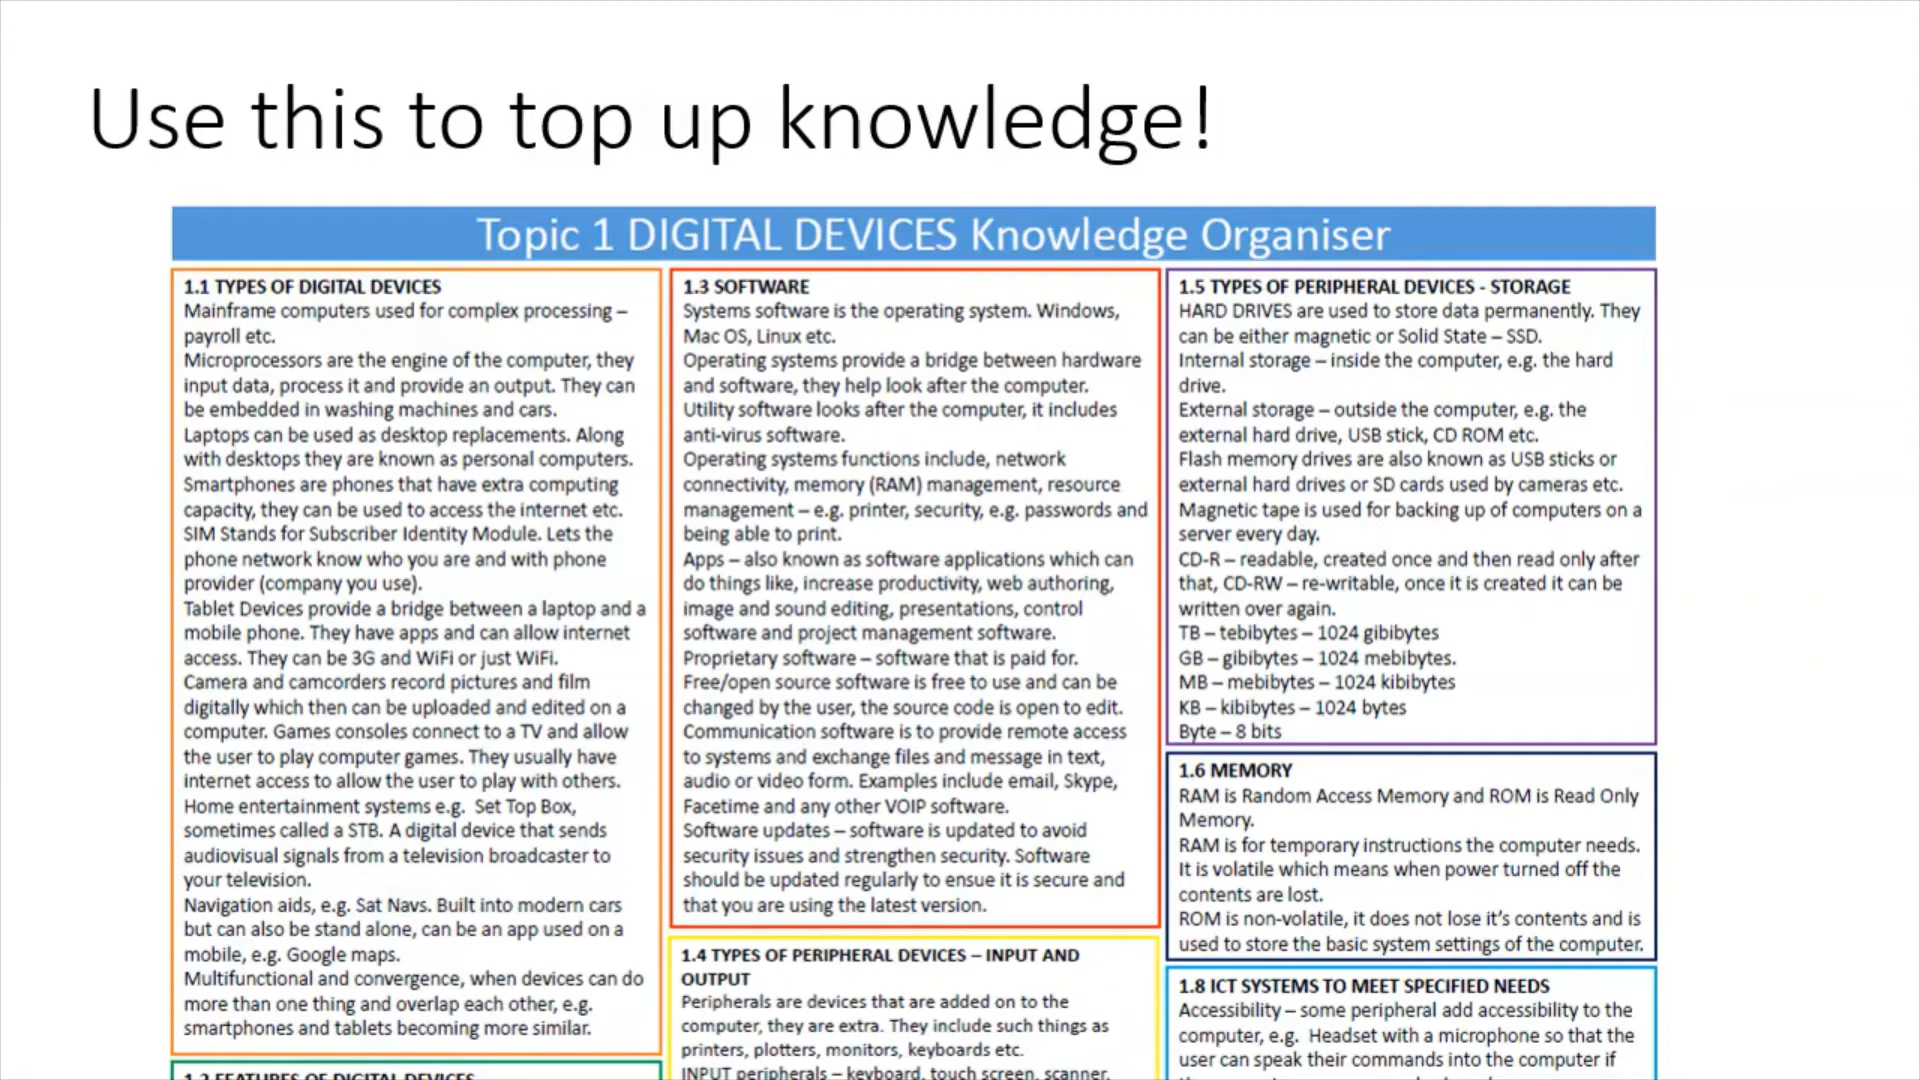 Use this to top up knowledge!
Topic 1 DIGITAL DEVICES Knowledge Organiser
1.1 TYPES OF DIGITAL DEVICES
Mainframe computers used for complex processing –
payroll etc.
Microprocessors are the engine of the computer, they
input data, process it and provide an output. They can
be embedded in washing machines and cars.
Laptops can be used as desktop replacements. Along
with desktops they are known as personal computers.
Smartphones are phones that have extra computing
capacity, they can be used to access the internet etc.
SIM Stands for Subscriber Identity Module. Lets the
phone network know who you are and with phone
provider (company you use).
Tablet Devices provide a bridge between a laptop and a
mobile phone. They have apps and can allow internet
access. They can be 3G and WiFi or just WiFi.
Camera and camcorders record pictures and film
digitally which then can be uploaded and edited on a
computer. Games consoles connect to a TV and allow
the user to play computer games. They usually have
internet access to allow the user to play with others.
Home entertainment systems e.g. Set Top Box,
sometimes called a STB. A digital device that sends
audiovisual signals from a television broadcaster to
your television.
Navigation aids, e.g. Sat Navs. Built into modern cars
but can also be stand alone, can be an app used on a
mobile, e.g. Google maps.
Multifunctional and convergence, when devices can do
more than one thing and overlap each other, e.g.
smartphones and tablets becoming more similar.
1.2 FEATURES OF DIGITAL DEVICES
1.3 SOFTWARE
Systems software is the operating system. Windows,
Mac OS, Linux etc.
Operating systems provide a bridge between hardware
and software, they help look after the computer.
Utility software looks after the computer, it includes
anti-virus software.
Operating systems functions include, network
connectivity, memory (RAM) management, resource
management – e.g. printer, security, e.g. passwords and
being able to print.
Apps – also known as software applications which can
do things like, increase productivity, web authoring,
image and sound editing, presentations, control
software and project management software.
Proprietary software – software that is paid for.
Free/open source software is free to use and can be
changed by the user, the source code is open to edit.
Communication software is to provide remote access
to systems and exchange files and message in text,
audio or video form. Examples include email, Skype,
Facetime and any other VOIP software.
Software updates – software is updated to avoid
security issues and strengthen security. Software
should be updated regularly to ensue it is secure and
that you are using the latest version.
1.4 TYPES OF PERIPHERAL DEVICES – INPUT AND
OUTPUT
Peripherals are devices that are added on to the
computer, they are extra. They include such things as
printers, plotters, monitors, keyboards etc.
INPUT peripherals – keyboard, touch screen, scanner,
1.5 TYPES OF PERIPHERAL DEVICES - STORAGE
HARD DRIVES are used to store data permanently. They
can be either magnetic or Solid State – SSD.
Internal storage – inside the computer, e.g. the hard
drive.
External storage – outside the computer, e.g. the
external hard drive, USB stick, CD ROM etc.
Flash memory drives are also known as USB sticks or
external hard drives or SD cards used by cameras etc.
Magnetic tape is used for backing up of computers on a
server every day.
CD-R – readable, created once and then read only after
that, CD-RW – re-writable, once it is created it can be
written over again.
TB – tebibytes – 1024 gibibytes
GB – gibibytes – 1024 mebibytes.
MB – mebibytes – 1024 kibibytes
KB – kibibytes – 1024 bytes
Byte – 8 bits
1.6 MEMORY
RAM is Random Access Memory and ROM is Read Only
Memory.
RAM is for temporary instructions the computer needs.
It is volatile which means when power turned off the
contents are lost.
ROM is non-volatile, it does not lose it’s contents and is
used to store the basic system settings of the computer.
1.8 ICT SYSTEMS TO MEET SPECIFIED NEEDS
Accessibility – some peripheral add accessibility to the
computer, e.g. Headset with a microphone so that the
user can speak their commands into the computer if